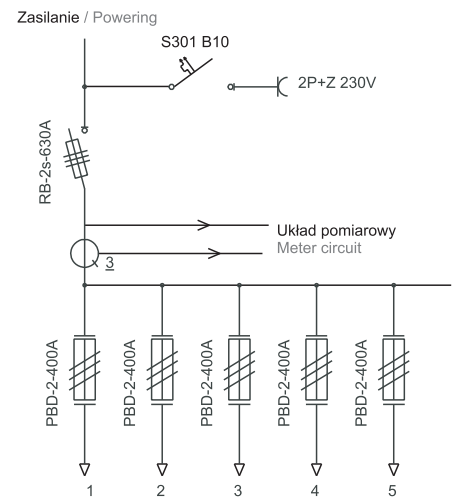 Zasilanie / Powering
S301 B10
2P+Z 230V
RB-2s-630A
Układ pomiarowy
Meter circuit
3
PBD-2-400A
PBD-2-400A
PBD-2-400A
PBD-2-400A
PBD-2-400A
1
2
3
4
5